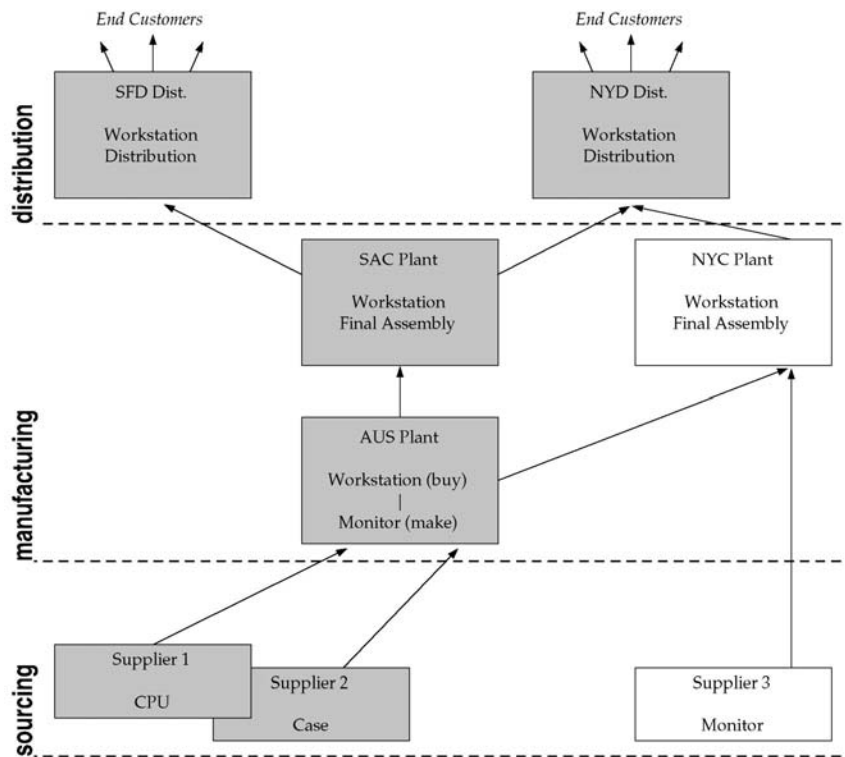 End Customers
End Customers
SFD Dist.
Workstation
Distribution
NYD Dist.
Workstation
Distribution
distribution
SAC Plant
Workstation
Final Assembly
NYC Plant
Workstation
Final Assembly
AUS Plant
Workstation (buy)
|
Monitor (make)
manufacturing
Supplier 1
CPU
Supplier 2
Case
Supplier 3
Monitor
sourcing